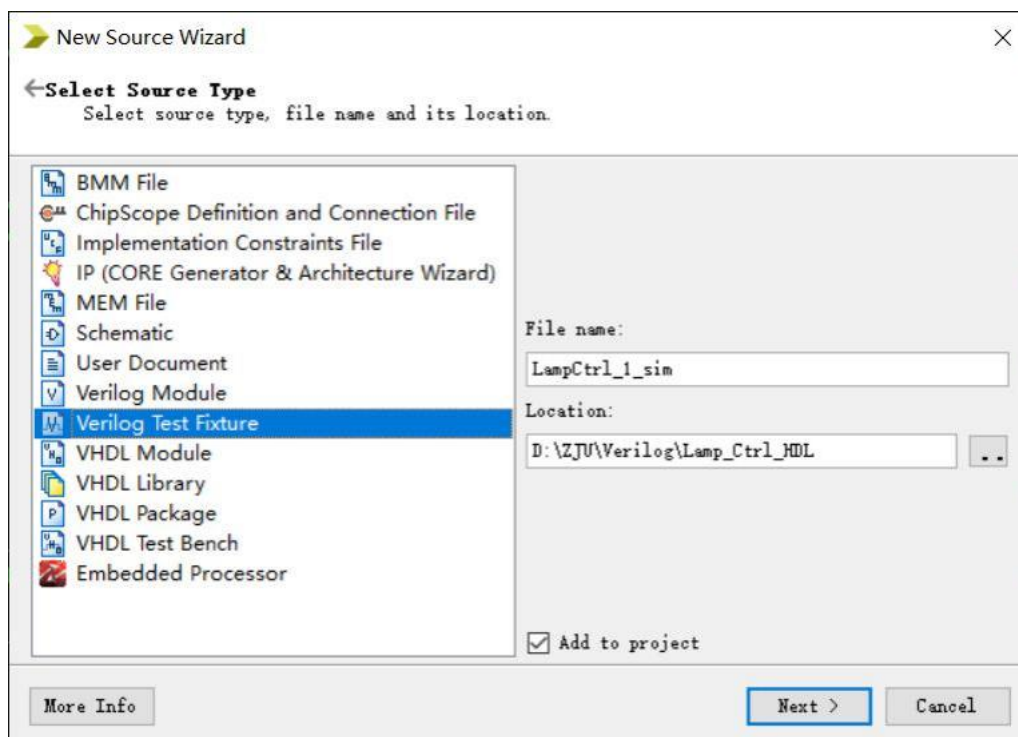 New Source Wizard
Select Source Type
Select source type, file name and its location.
BMM File
ChipScope Definition and Connection File
Implementation Constraints File
IP (CORE Generator & Architecture Wizard)
MEM File
Schematic
User Document
Verilog Module
Verilog Test Fixture
VHDL Module
VHDL Library
VHDL Package
VHDL Test Bench
Embedded Processor
File name:
LampCtrl_1_sim
Location:
D:\ZJU\Verilog\Lamp_Ctrl_HDL
..
Add to project
More Info
Next >
Cancel